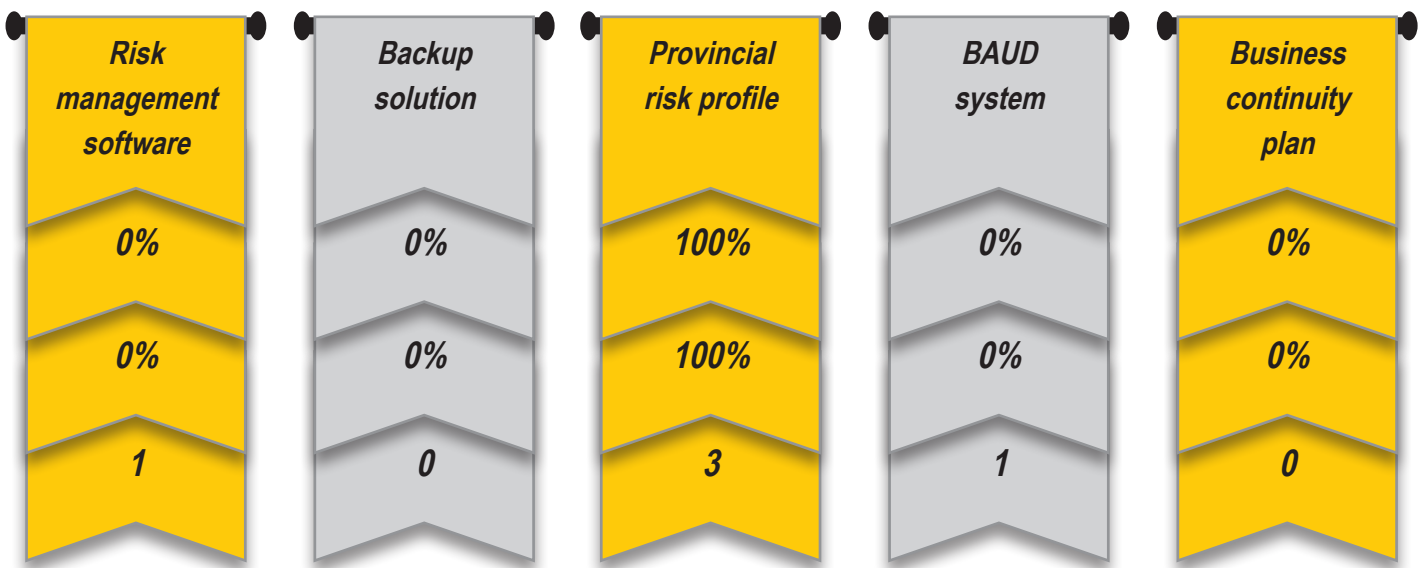 Risk
management
software
0%
0%
1
Backup
solution
0%
0%
0
Provincial
risk profile
100%
100%
3
BAUD
system
0%
0%
1
Business
continuity
plan
0%
0%
0